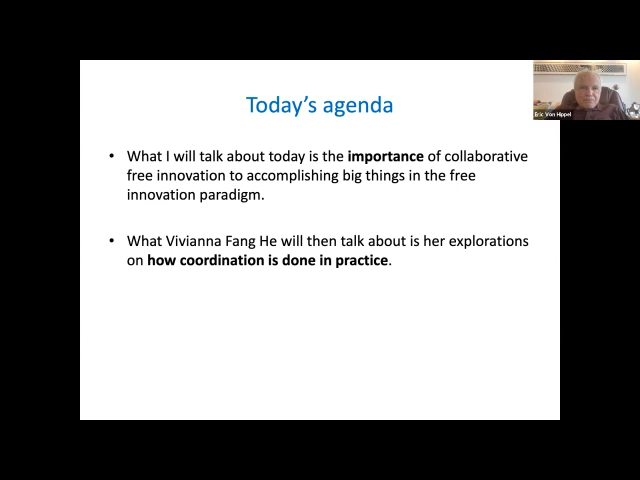 Today's agenda
Eric Von Hippel
• What I will talk about today is the importance of collaborative
free innovation to accomplishing big things in the free
innovation paradigm.
• What Vivianna Fang He will then talk about is her explorations
on how coordination is done in practice.